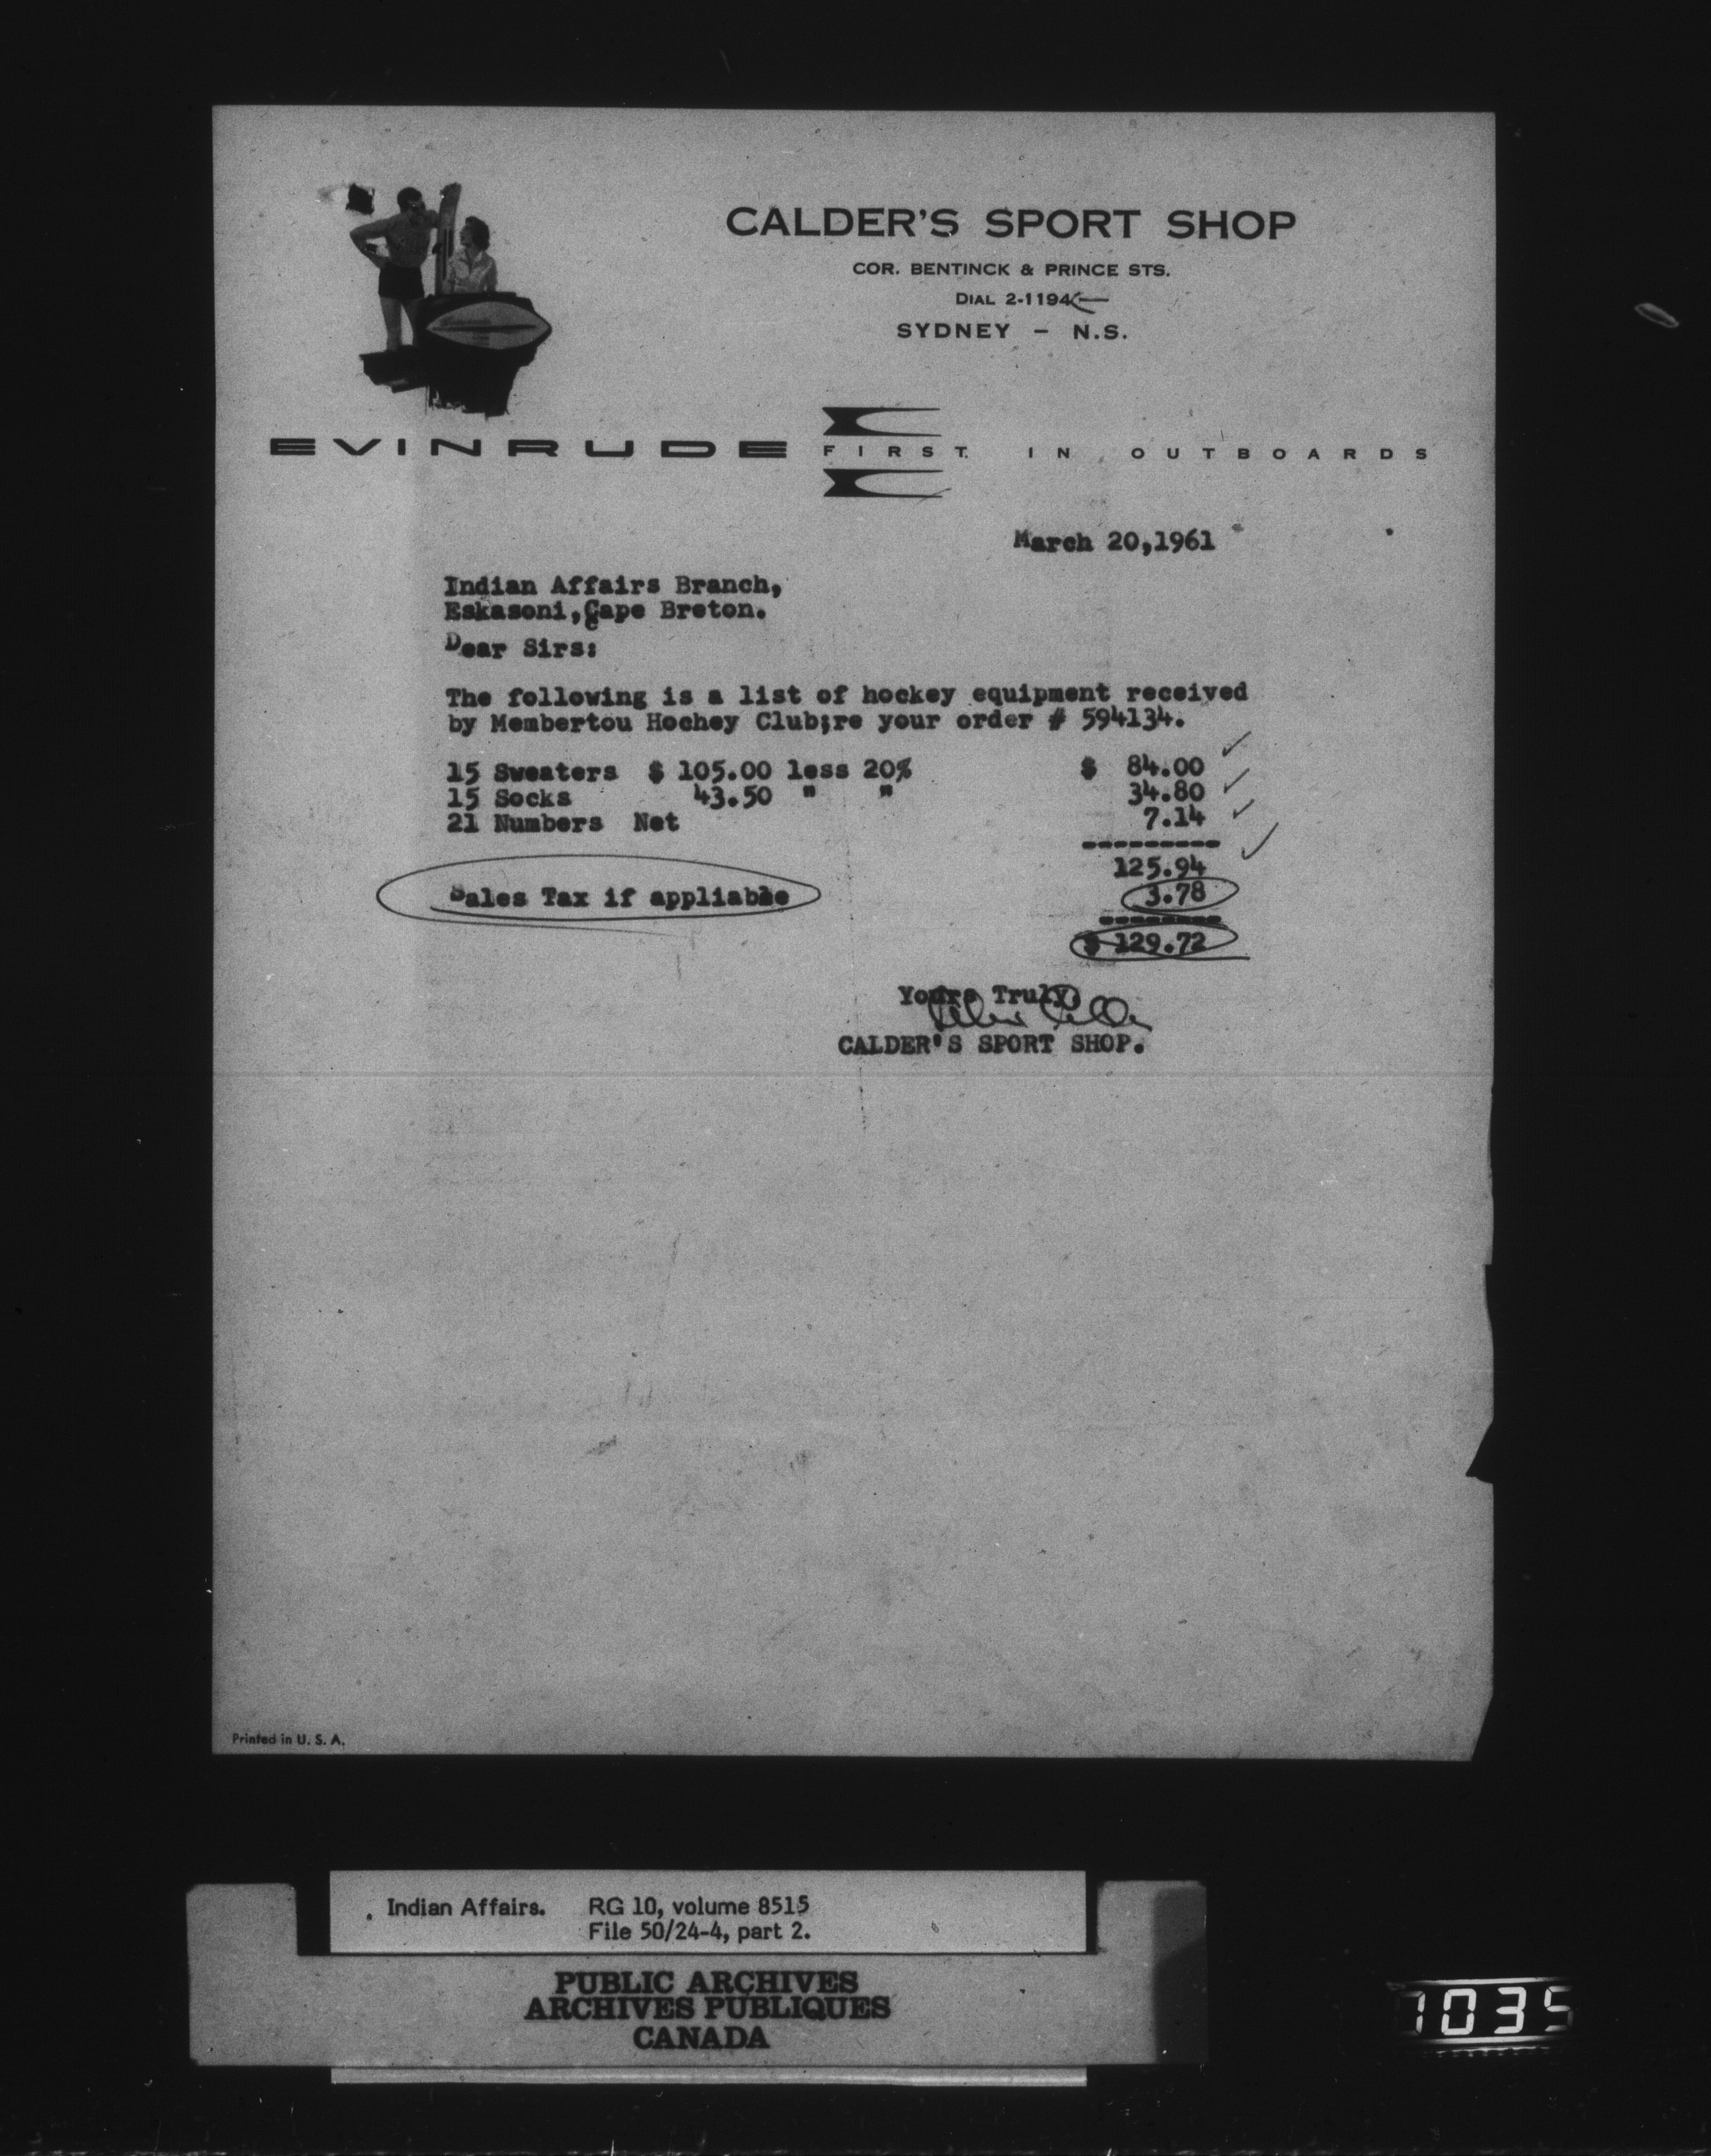 CALDER'S SPORT SHOP
COR. BENTINCK & PRINCE STS.
DIAL 2-1194
SYDNEY - N.S.
EVINRUDE FIRST IN OUTBOARDS
March 20,1961
Indian Affairs Branch,
Eskasoni,Cape Breton.
Dear Sirs:
The following is a list of hockey equipment received
by Membertou Hochey Club;re your order # 594134.
15 Sweaters $ 105.00 less 20% $ 84.00
15 Socks 43.50 " " 34.80
21 Numbers Net 7.14
---------
125.94
Sales Tax if appliable 3.78
--------
$ 129.72
Yours Truly,
CALDER'S SPORT SHOP.
Printed in U. S. A.
Indian Affairs. RG 10, volume 8515
File 50/24-4, part 2.
PUBLIC ARCHIVES
ARCHIVES PUBLIQUES
CANADA
1035